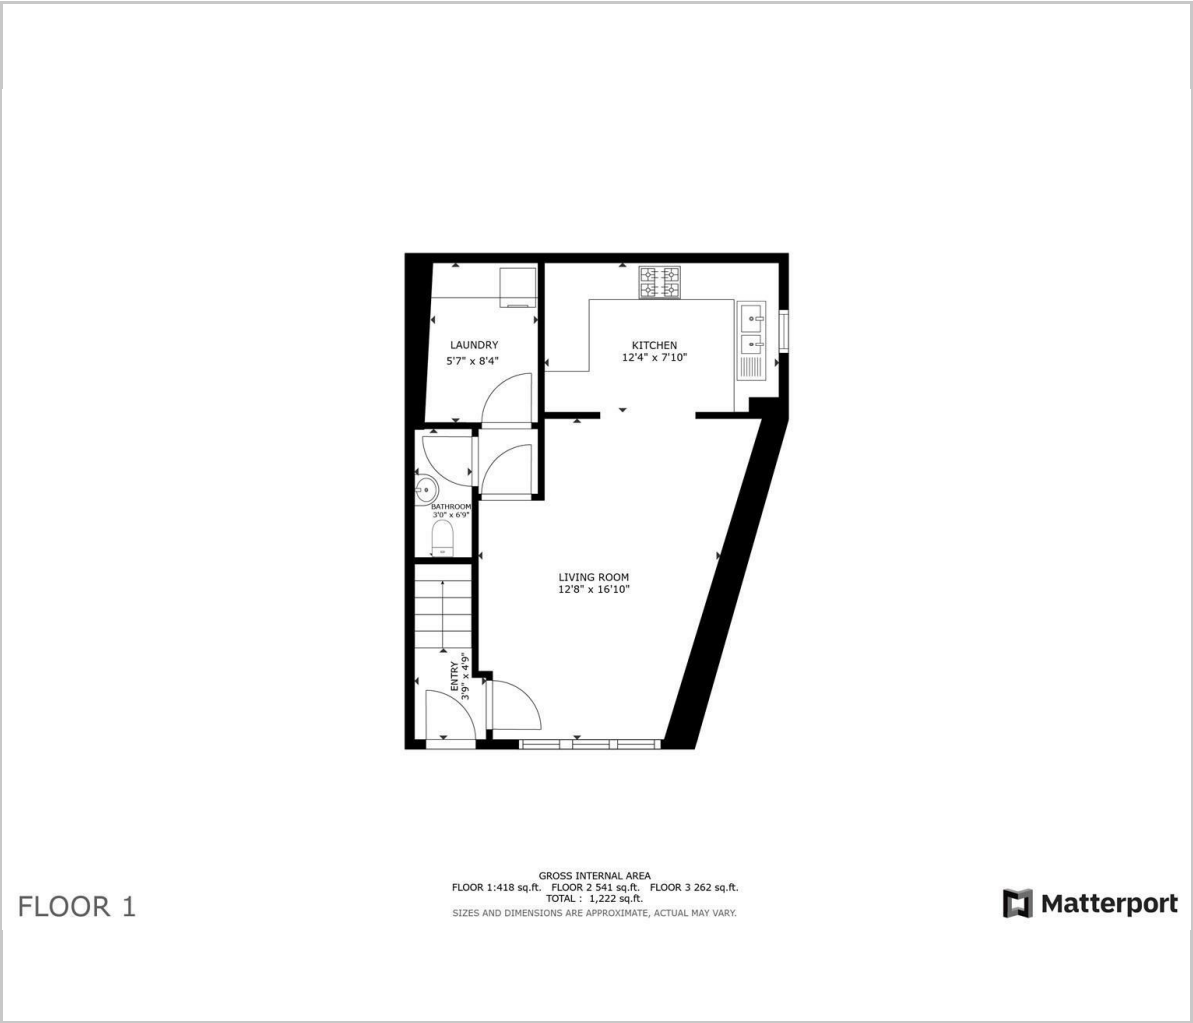 LAUNDRY
5'7" x 8'4"
KITCHEN
12'4" x 7'10"
BATHROOM
3'0" x 6'9"
LIVING ROOM
12'8" x 16'10"
ENTRY
3'9" x 4'9"
GROSS INTERNAL AREA
FLOOR 1:418 sq.ft. FLOOR 2 541 sq.ft. FLOOR 3 262 sq.ft.
TOTAL : 1,222 sq.ft.
SIZES AND DIMENSIONS ARE APPROXIMATE, ACTUAL MAY VARY.
FLOOR 1
Matterport